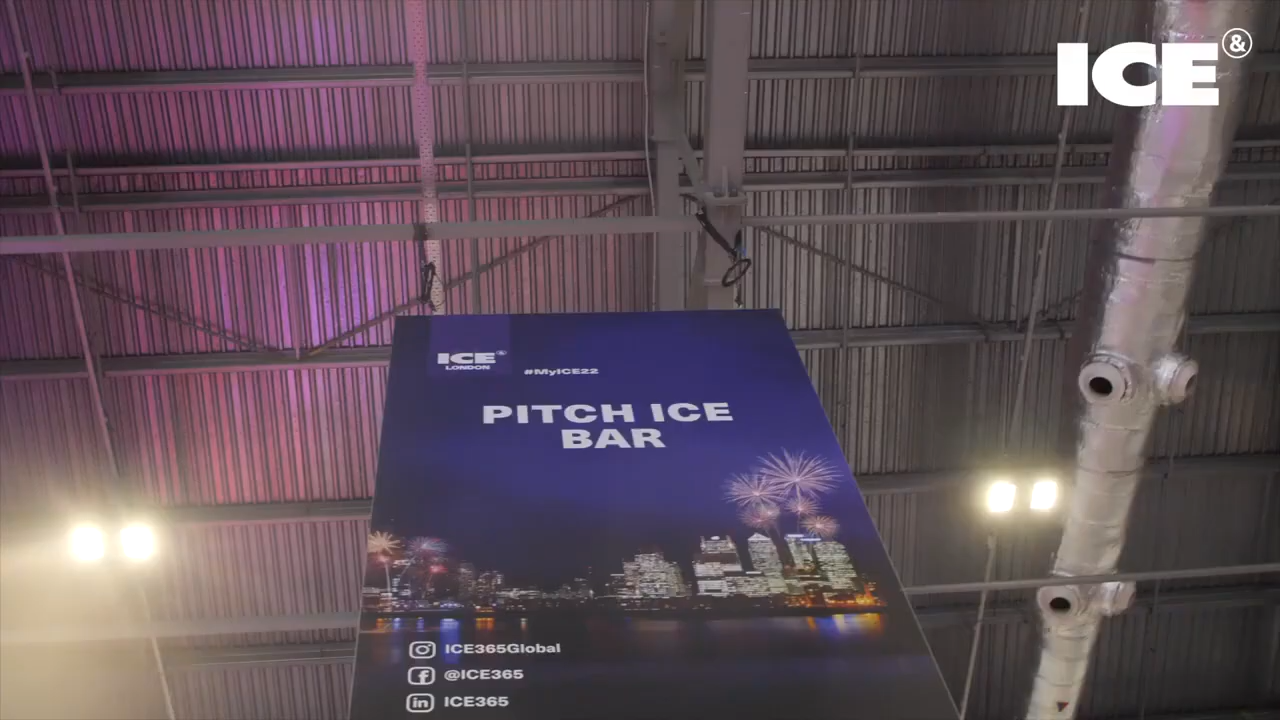 ICE &
ICE &
LONDON
#MyICE22
PITCH ICE
BAR
ICE365Global
@ICE365
ICE365